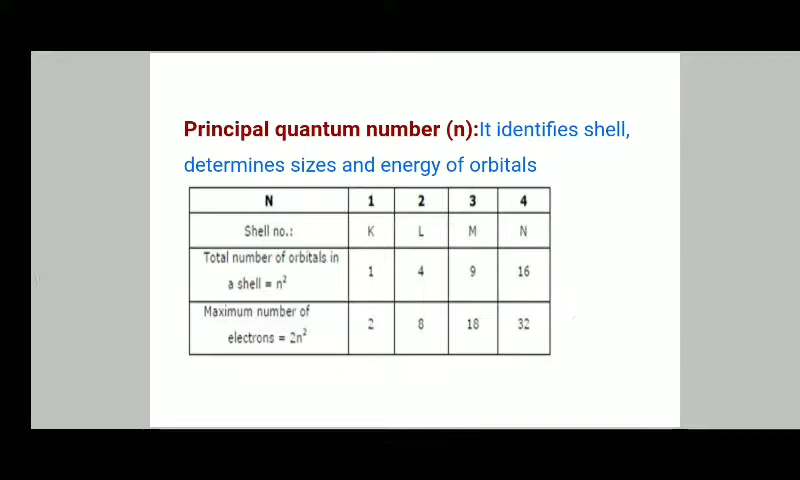 Principal quantum number (n):It identifies shell,
determines sizes and energy of orbitals
N 1 2 3 4
Shell no.: K L M N
Total number of orbitals in
a shell = n² 1 4 9 16
Maximum number of
electrons = 2n² 2 8 18 32